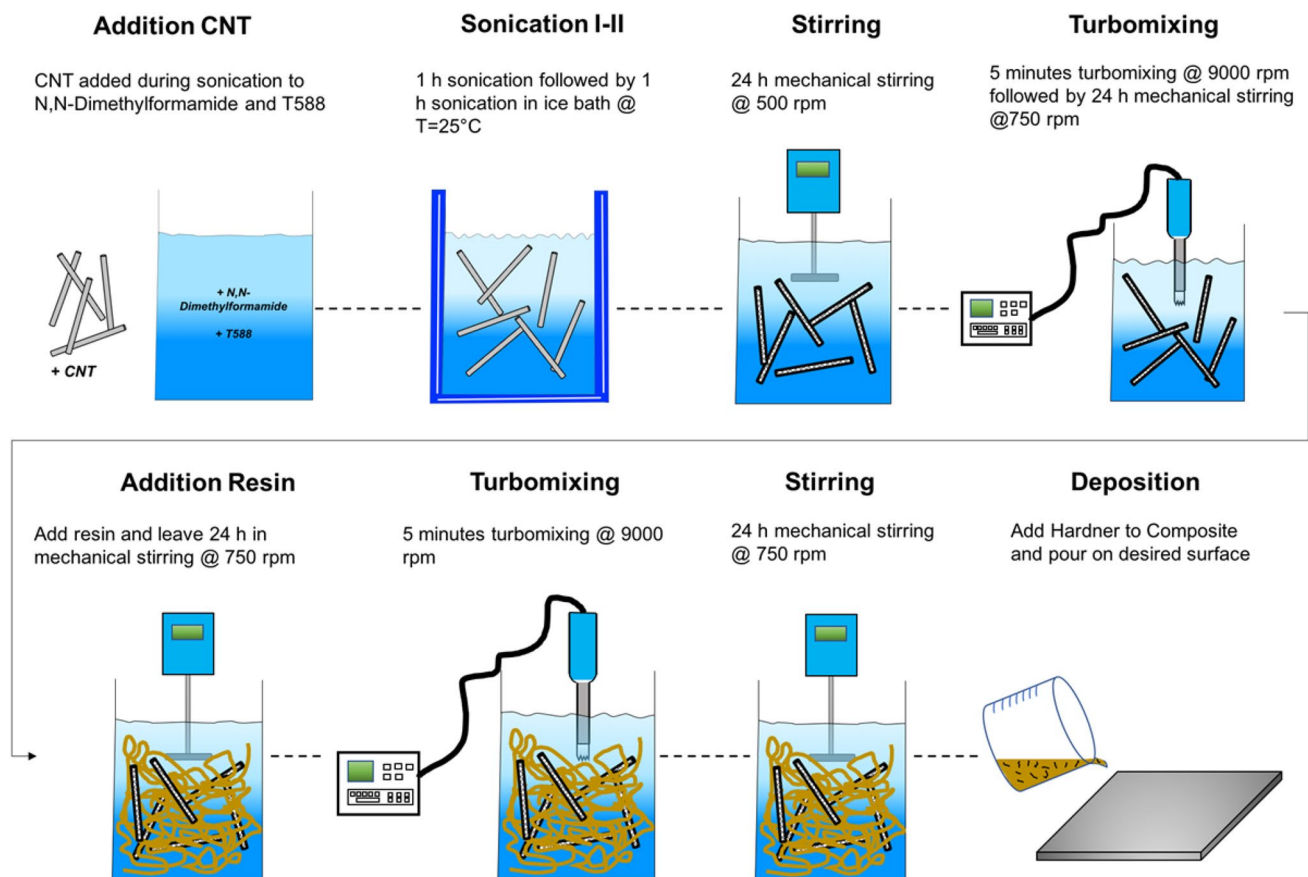 Addition CNT
CNT added during sonication to
N,N-Dimethylformamide and T588
+ CNT
+ N,N-
Dimethylformamide
+ T588
Sonication I-II
1 h sonication followed by 1
h sonication in ice bath @
T=25°C
Stirring
24 h mechanical stirring
@ 500 rpm
Turbomixing
5 minutes turbomixing @ 9000 rpm
followed by 24 h mechanical stirring
@750 rpm
Addition Resin
Add resin and leave 24 h in
mechanical stirring @ 750 rpm
Turbomixing
5 minutes turbomixing @ 9000
rpm
Stirring
24 h mechanical stirring
@ 750 rpm
Deposition
Add Hardner to Composite
and pour on desired surface